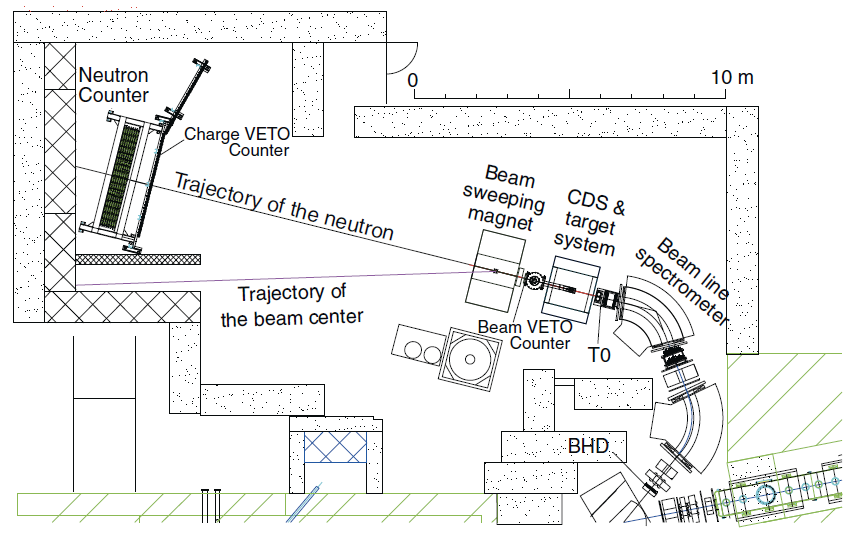 Neutron
Counter
0
10 m
Charge VETO
Counter
Trajectory of the neutron
Beam
sweeping
magnet
CDS &
target
system
Beam line
spectrometer
Trajectory of
the beam center
Beam VETO
Counter
T0
BHD